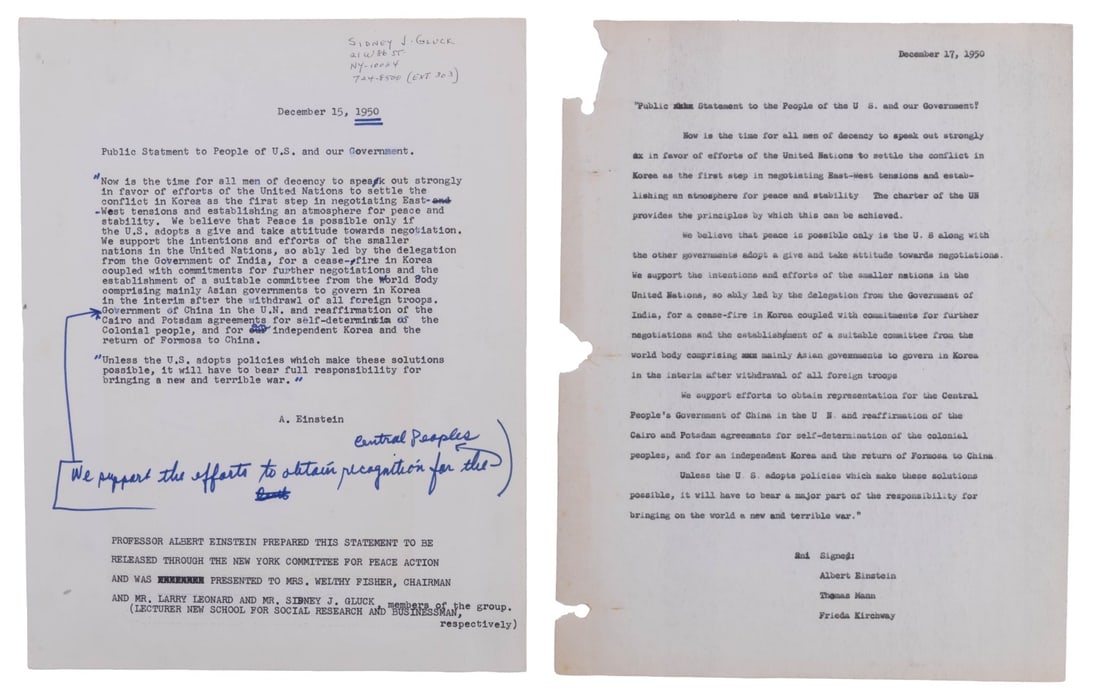 SIDNEY J. GLUCK
21 W 86 ST.
NY-10024
724-8500 (EXT 303)
December 15, 1950
Public Statment to People of U.S. and our Government.
"Now is the time for all men of decency to speak out strongly
in favor of efforts of the United Nations to settle the
conflict in Korea as the first step in negotiating East-and
-West tensions and establishing an atmosphere for peace and
stability. We believe that Peace is possible only if
the U.S. adopts a give and take attitude towards negotiation.
We support the intentions and efforts of the smaller
nations in the United Nations, so ably led by the delegation
from the Government of India, for a cease-fire in Korea
coupled with commitments for further negotiations and the
establishment of a suitable committee from the World Body
comprising mainly Asian governments to govern in Korea
in the interim after the withdrawl of all foreign troops.
Government of China in the U.N. and reaffirmation of the
Cairo and Potsdam agreements for self-determintim of the
Colonial people, and for independent Korea and the
return of Formosa to China.
"Unless the U.S. adopts policies which make these solutions
possible, it will have to bear full responsibility for
bringing a new and terrible war."
A. Einstein
Central Peoples
We support the efforts to obtain recognition for the
PROFESSOR ALBERT EINSTEIN PREPARED THIS STATEMENT TO BE
RELEASED THROUGH THE NEW YORK COMMITTEE FOR PEACE ACTION
AND WAS PRESENTED TO MRS. WELTHY FISHER, CHAIRMAN
AND MR. LARRY LEONARD AND MR. SIDNEY J. GLUCK, members of the group.
(LECTURER NEW SCHOOL FOR SOCIAL RESEARCH AND BUSINESSMAN,
respectively)
December 17, 1950
"Public Statement to the People of the U S. and our Government"
Now is the time for all men of decency to speak out strongly
in favor of efforts of the United Nations to settle the conflict in
Korea as the first step in negotiating East-West tensions and estab-
lishing an atmosphere for peace and stability The charter of the UN
provides the principles by which this can be achieved.
We believe that peace is possible only is the U. S along with
the other governments adopt a give and take attitude towards negotiations.
We support the intentions and efforts of the smaller nations in the
United Nations, so ably led by the delegation from the Government of
India, for a cease-fire in Korea coupled with commitments for further
negotiations and the establishment of a suitable committee from the
world body comprising mainly Asian governments to govern in Korea
in the interim after withdrawal of all foreign troops
We support efforts to obtain representation for the Central
People's Government of China in the U N. and reaffirmation of the
Cairo and Potsdam agreements for self-determination of the colonial
peoples, and for an independent Korea and the return of Formosa to China
Unless the U S. adopts policies which make these solutions
possible, it will have to bear a major part of the responsibility for
bringing on the world a new and terrible war."
Signed:
Albert Einstein
Thomas Mann
Frieda Kirchway